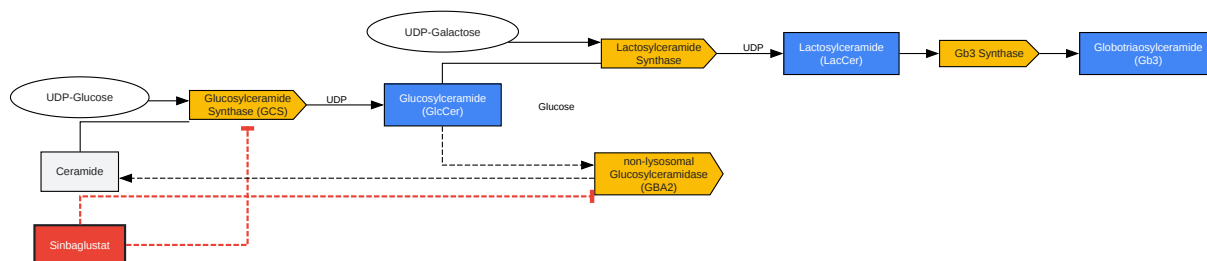 UDP-Galactose
Lactosylceramide
Synthase
UDP
Lactosylceramide
(LacCer)
Gb3 Synthase
Globotriaosylceramide
(Gb3)
UDP-Glucose
Glucosylceramide
Synthase (GCS)
UDP
Glucosylceramide
(GlcCer)
Glucose
Ceramide
non-lysosomal
Glucosylceramidase
(GBA2)
Sinbaglustat